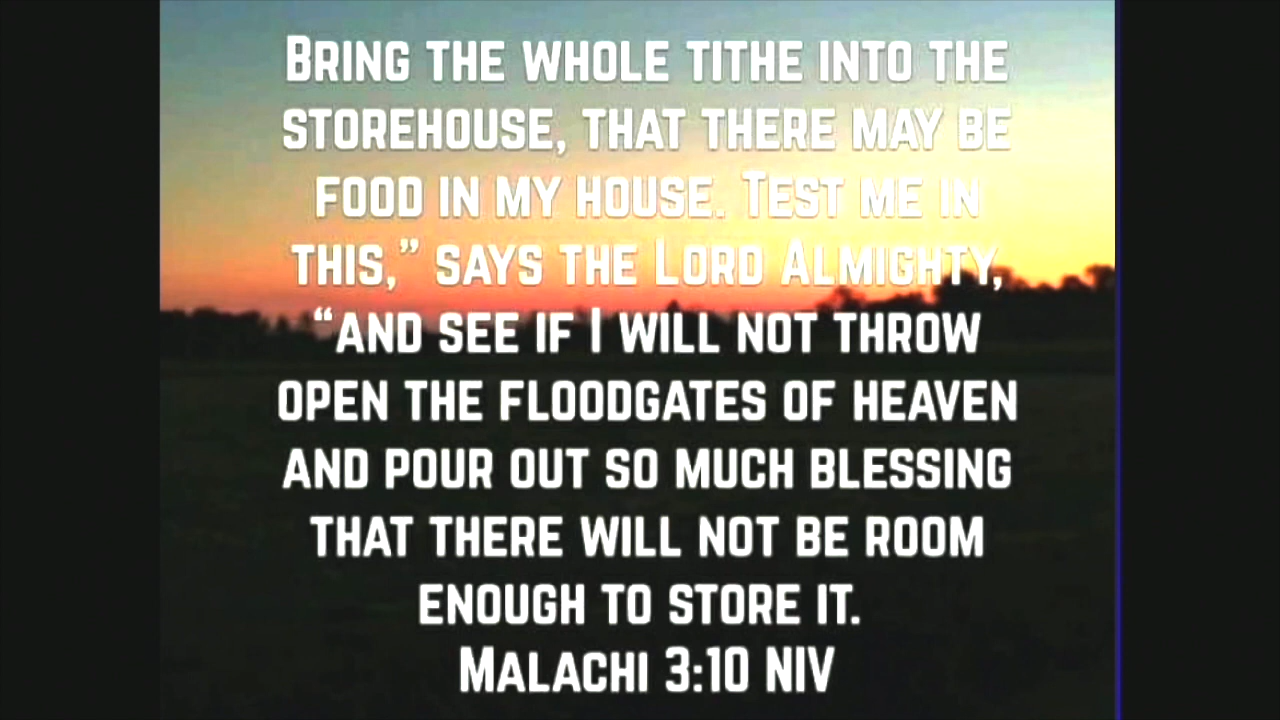 Bring the whole tithe into the
storehouse, that there may be
food in my house. Test me in
this,” says the Lord Almighty,
“and see if I will not throw
open the floodgates of heaven
and pour out so much blessing
that there will not be room
enough to store it.
Malachi 3:10 NIV